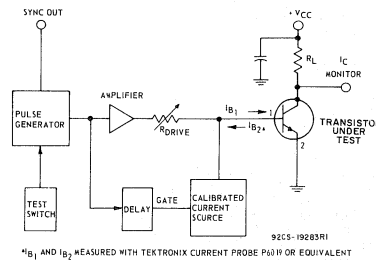 SYNC OUT
+ VCC
RL
IC
MONITOR
AMPLIFIER
PULSE
GENERATOR
RDRIVE
IB1
IB2*
1
2
TRANSISTO
UNDER
TEST
TEST
SWITCH
DELAY
GATE
CALIBRATED
CURRENT
SOURCE
92CS-19283R1
*IB1 AND IB2 MEASURED WITH TEKTRONIX CURRENT PROBE P6019 OR EQUIVALENT